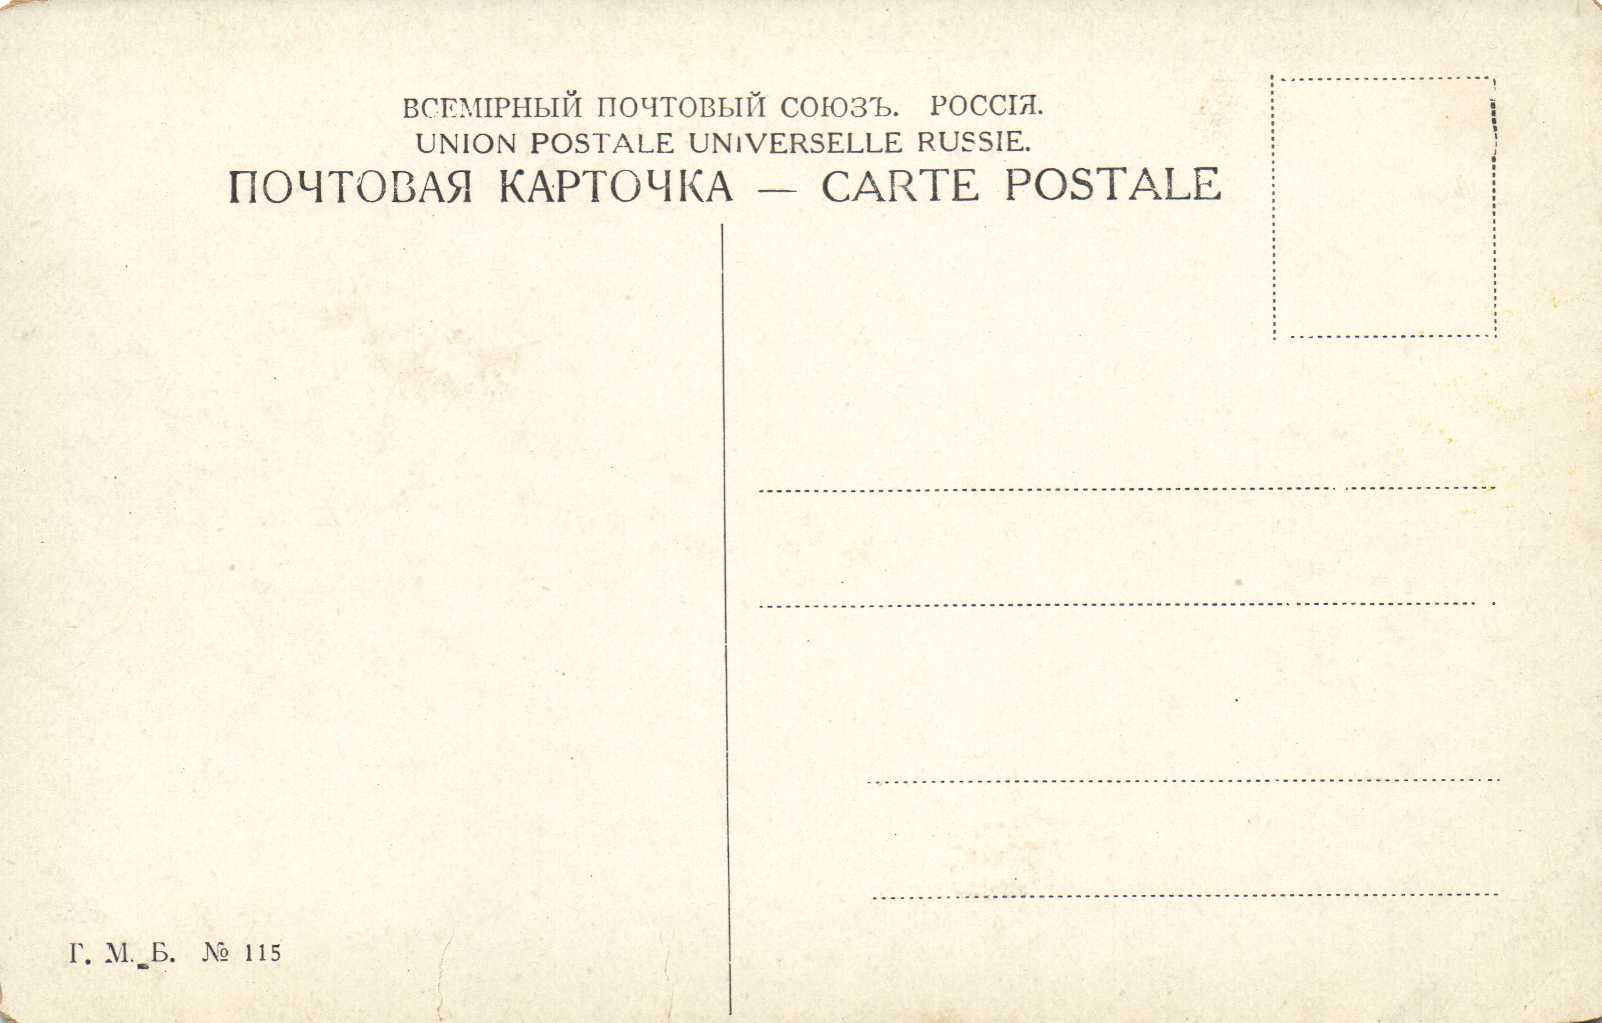 ВСЕМІРНЫЙ ПОЧТОВЫЙ СОЮЗЪ. РОССІЯ.
UNION POSTALE UNIVERSELLE RUSSIE.
ПОЧТОВАЯ КАРТОЧКА — CARTE POSTALE
Г. М. Б. № 115